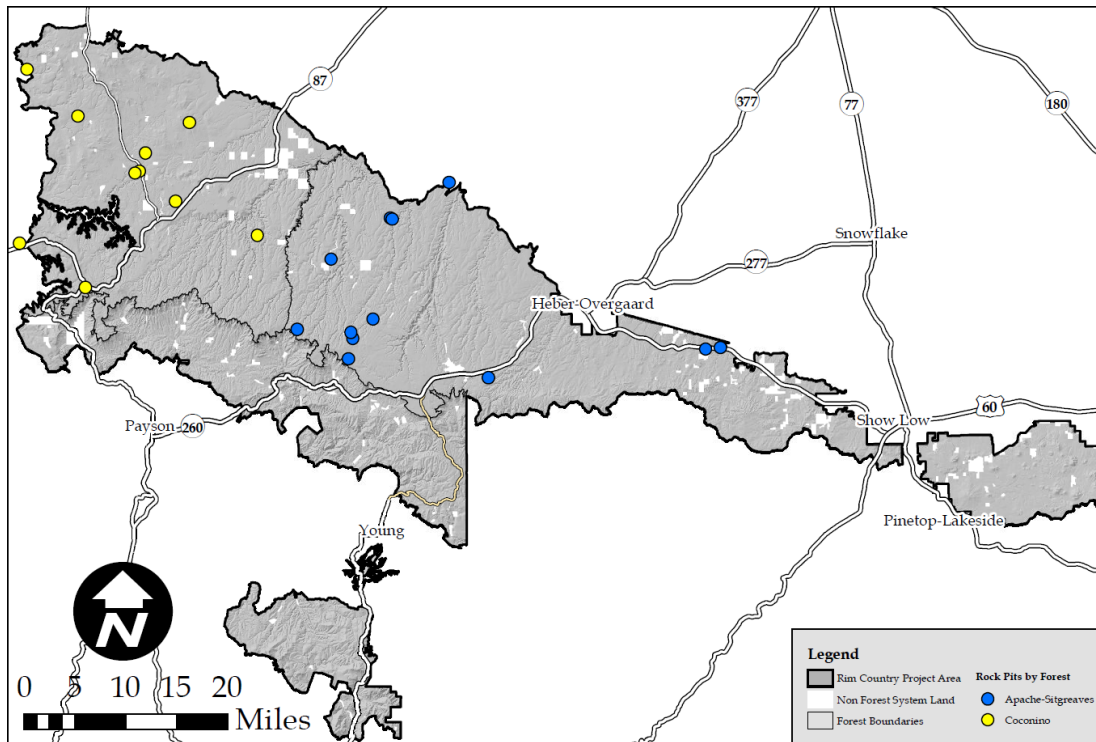 87
377
77
180
Snowflake
277
Heber-Overgaard
60
Show Low
Payson
260
Pinetop-Lakeside
Young
N
0 5 10 15 20
Miles
Legend
Rim Country Project Area
Non Forest System Land
Forest Boundaries
Rock Pits by Forest
Apache-Sitgreaves
Coconino